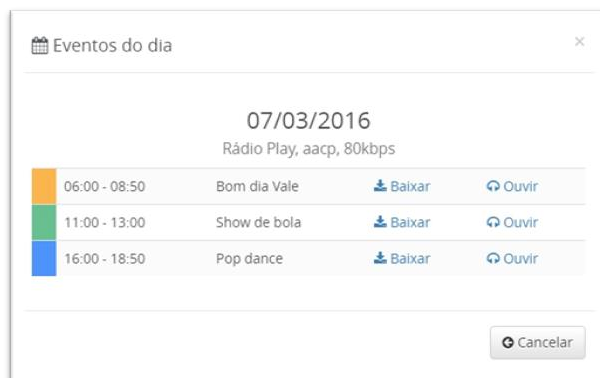 Eventos do dia
×
07/03/2016
Rádio Play, aacp, 80kbps
06:00 - 08:50 Bom dia Vale Baixar Ouvir
11:00 - 13:00 Show de bola Baixar Ouvir
16:00 - 18:50 Pop dance Baixar Ouvir
Cancelar